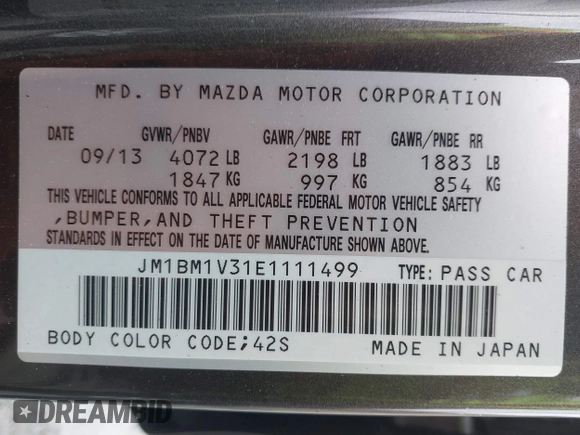 MFD. BY MAZDA MOTOR CORPORATION
DATE GVWR/PNBV GAWR/PNBE FRT GAWR/PNBE RR
09/13 4072 LB 2198 LB 1883 LB
1847 KG 997 KG 854 KG
THIS VEHICLE CONFORMS TO ALL APPLICABLE FEDERAL MOTOR VEHICLE SAFETY
,BUMPER,AND THEFT PREVENTION
STANDARDS IN EFFECT ON THE DATE OF MANUFACTURE SHOWN ABOVE.
JM1BM1V31E1111499 TYPE: PASS CAR
BODY COLOR CODE;42S MADE IN JAPAN
DREAMBID